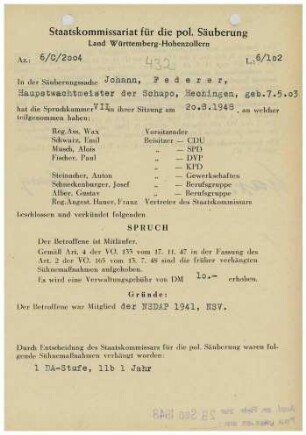 Staatskommissariat für die pol. Säuberung
Land Württemberg-Hohenzollern
Az.: 6/C/2004
L.6/102
In der Säuberungssache Johann, Federer,
Hauptwachtmeister der Schupo, Hechingen, geb.7.5.03
hat die Spruchkammer VII in ihrer Sitzung am 20.8.1948, an welcher
teilgenommen haben:
Reg.Ass. Wax Vorsitzender
Schwarz, Emil Beisitzer — CDU
Mauch, Alois „ — SPD
Fischer, Paul „ — DVP
„ — KPD
Steinacher, Anton „ — Gewerkschaften
Schneckenburger, Josef „ — Berufsgruppe
Alber, Gustav „ — Berufsgruppe
Reg.Angest. Hauer, Franz Vertreter des Staatskommissars
beschlossen und verkündet folgenden
SPRUCH
Der Betroffene ist Mitläufer.
Gemäß Art. 4 der VO. 133 vom 17. 11. 47 in der Fassung des
Art. 2 der VO. 165 vom 13. 7. 48 sind die früher verhängten
Sühnemaßnahmen aufgehoben.
Es wird eine Verwaltungsgebühr von DM 10.— erhoben.
Gründe:
Der Betroffene war Mitglied der NSDAP 1941, NSV.
Durch Entscheidung des Staatskommissars für die pol. Säuberung waren fol-
gende Sühnemaßnahmen verhängt worden:
1 DA-Stufe, 11b 1 Jahr